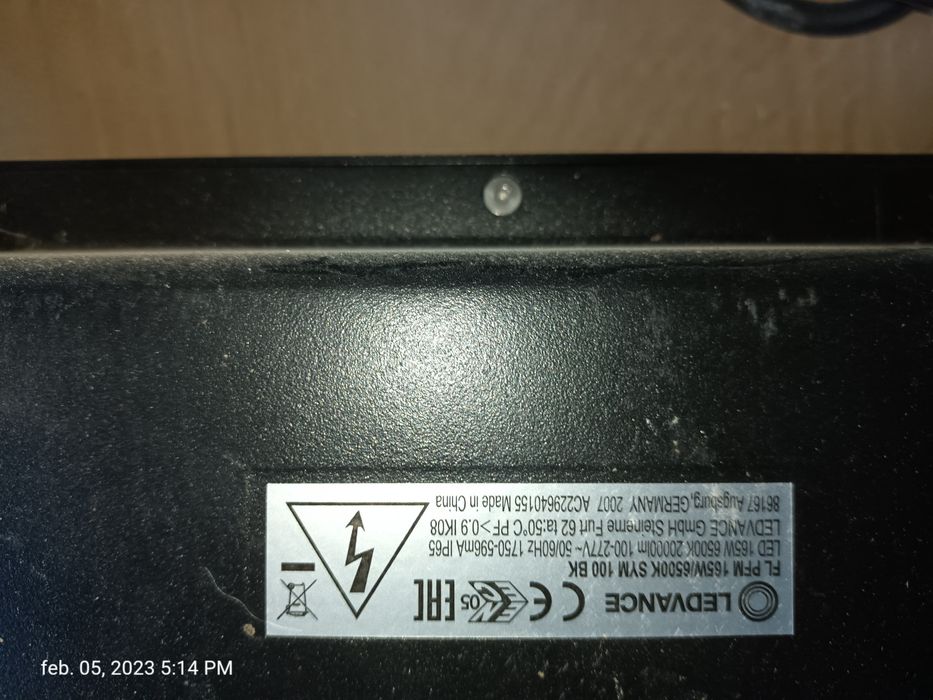 LEDVANCE CE 05 EAC
FL PFM 165W/6500K SYM 100 BK
LED 165W 6500K 20000lm 100-277V~ 50/60Hz 1750-596mA IP65
LEDVANCE GmbH Steinerne Furt 62 ta:50°C PF>0.9 IK08
86167 Augsburg,GERMANY 2007 AC229640155 Made in China
feb. 05, 2023 5:14 PM